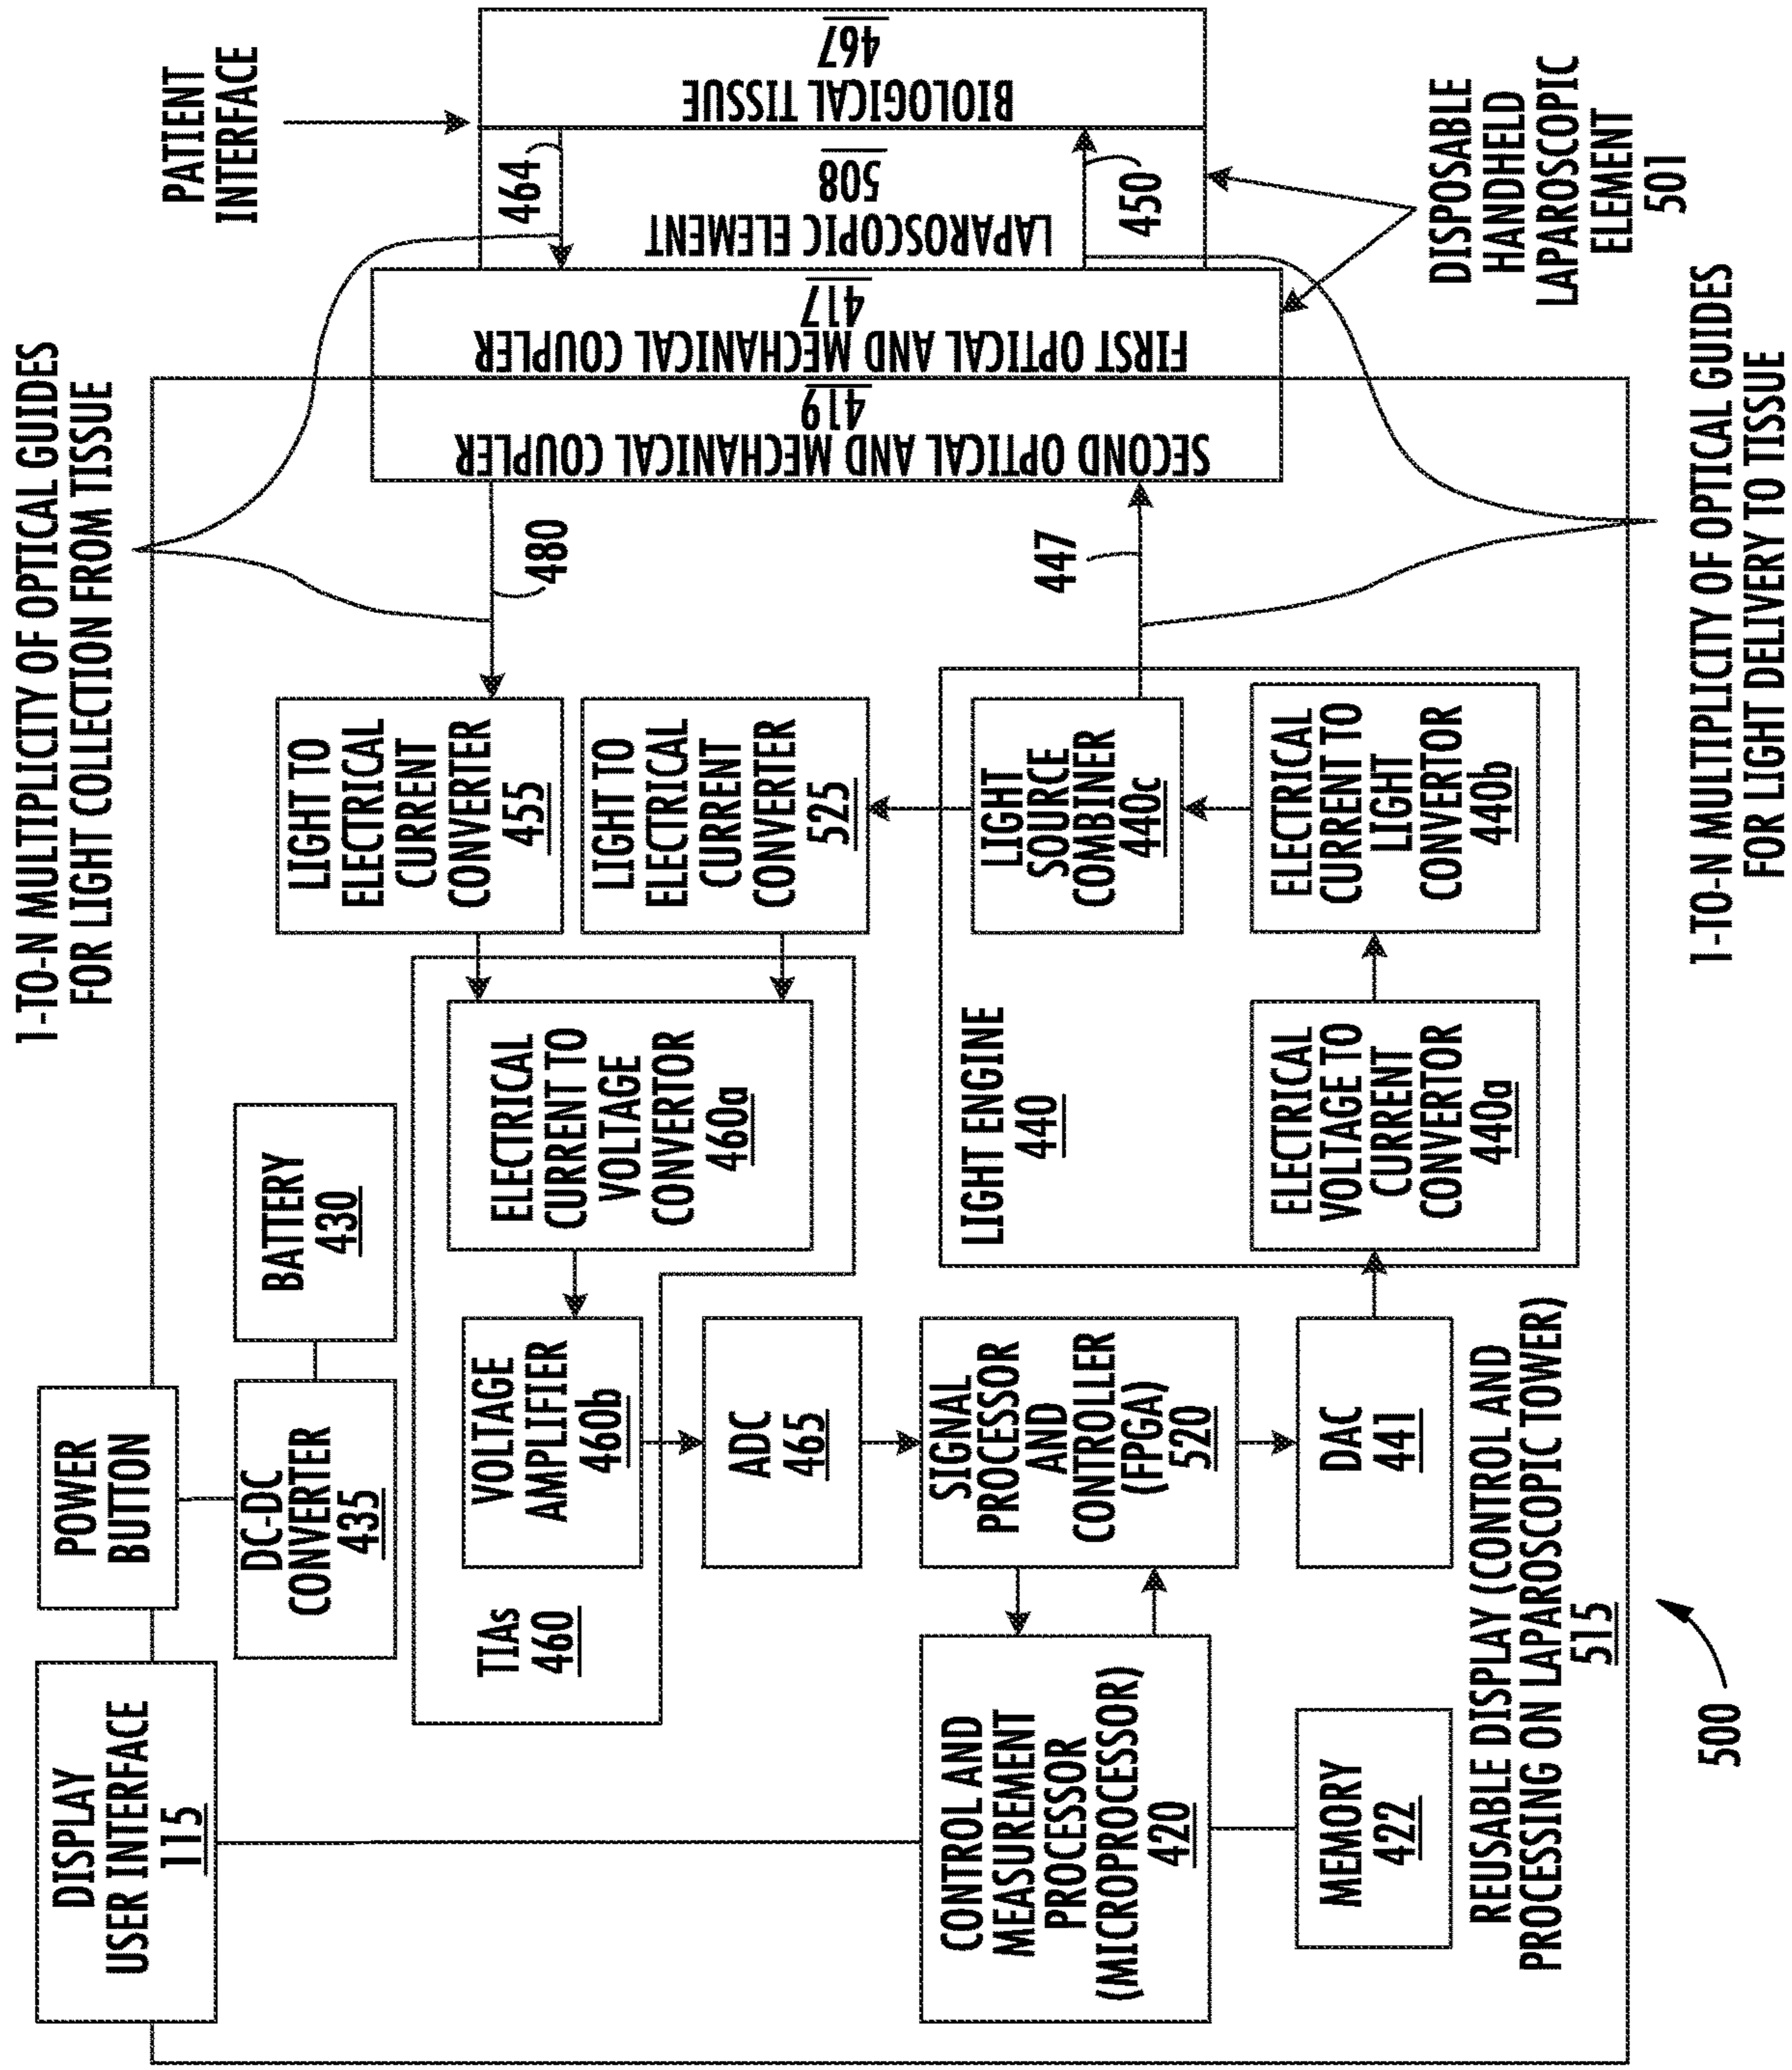 DISPLAY
USER INTERFACE
115
POWER
BUTTON
DC-DC
CONVERTER
435
BATTERY
430
1-TO-N MULTIPLICITY OF OPTICAL GUIDES
FOR LIGHT COLLECTION FROM TISSUE
PATIENT
INTERFACE
TIAs
460
VOLTAGE
AMPLIFIER
460b
ELECTRICAL
CURRENT TO
VOLTAGE
CONVERTOR
460a
LIGHT TO
ELECTRICAL
CURRENT
CONVERTER
455
LIGHT TO
ELECTRICAL
CURRENT
CONVERTER
525
480
464
ADC
465
CONTROL AND
MEASUREMENT
PROCESSOR
(MICROPROCESSOR)
420
SIGNAL
PROCESSOR
AND
CONTROLLER
(FPGA)
520
MEMORY
422
DAC
441
LIGHT ENGINE
440
ELECTRICAL
VOLTAGE TO
CURRENT
CONVERTOR
440a
ELECTRICAL
CURRENT TO
LIGHT
CONVERTOR
440b
LIGHT
SOURCE
COMBINER
440c
447
450
SECOND OPTICAL AND MECHANICAL COUPLER
419
FIRST OPTICAL AND MECHANICAL COUPLER
417
LAPAROSCOPIC ELEMENT
508
BIOLOGICAL TISSUE
467
DISPOSABLE
HANDHELD
LAPAROSCOPIC
ELEMENT
501
REUSABLE DISPLAY (CONTROL AND
PROCESSING ON LAPAROSCOPIC TOWER)
515
500
1-TO-N MULTIPLICITY OF OPTICAL GUIDES
FOR LIGHT DELIVERY TO TISSUE